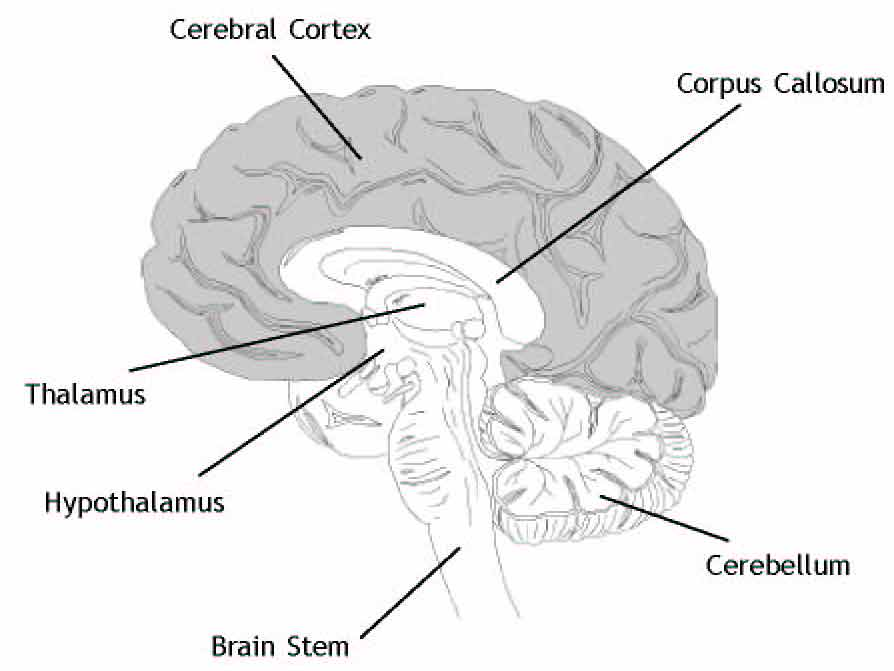 Cerebral Cortex
Corpus Callosum
Thalamus
Hypothalamus
Cerebellum
Brain Stem